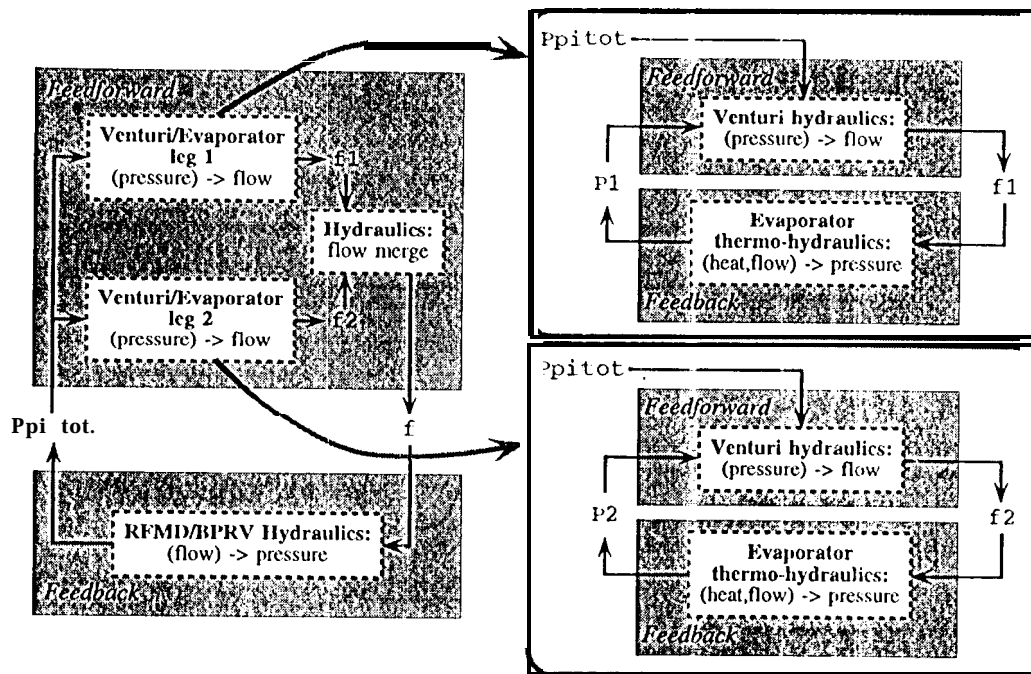 Feedforward
Venturi/Evaporator
leg 1
(pressure) -> flow
f1
Hydraulics:
flow merge
Venturi/Evaporator
leg 2
(pressure) -> flow
f2
Ppi tot.
f
RFMD/BPRV Hydraulics:
(flow) -> pressure
Feedback
Ppitot
Feedforward
Venturi hydraulics:
(pressure) -> flow
P1
f1
Evaporator
thermo-hydraulics:
(heat,flow) -> pressure
Feedback
Ppitot
Feedforward
Venturi hydraulics:
(pressure) -> flow
P2
f2
Evaporator
thermo-hydraulics:
(heat,flow) -> pressure
Feedback